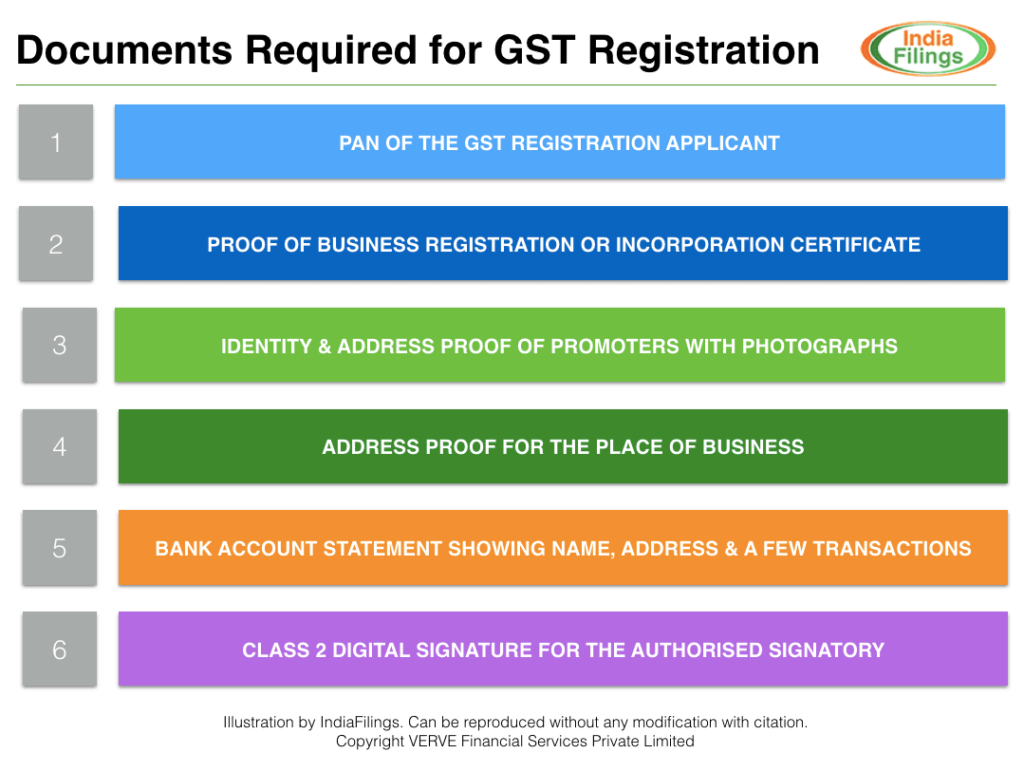 Documents Required for GST Registration
India
Filings
1
PAN OF THE GST REGISTRATION APPLICANT
2
PROOF OF BUSINESS REGISTRATION OR INCORPORATION CERTIFICATE
3
IDENTITY & ADDRESS PROOF OF PROMOTERS WITH PHOTOGRAPHS
4
ADDRESS PROOF FOR THE PLACE OF BUSINESS
5
BANK ACCOUNT STATEMENT SHOWING NAME, ADDRESS & A FEW TRANSACTIONS
6
CLASS 2 DIGITAL SIGNATURE FOR THE AUTHORISED SIGNATORY
Illustration by IndiaFilings. Can be reproduced without any modification with citation.
Copyright VERVE Financial Services Private Limited